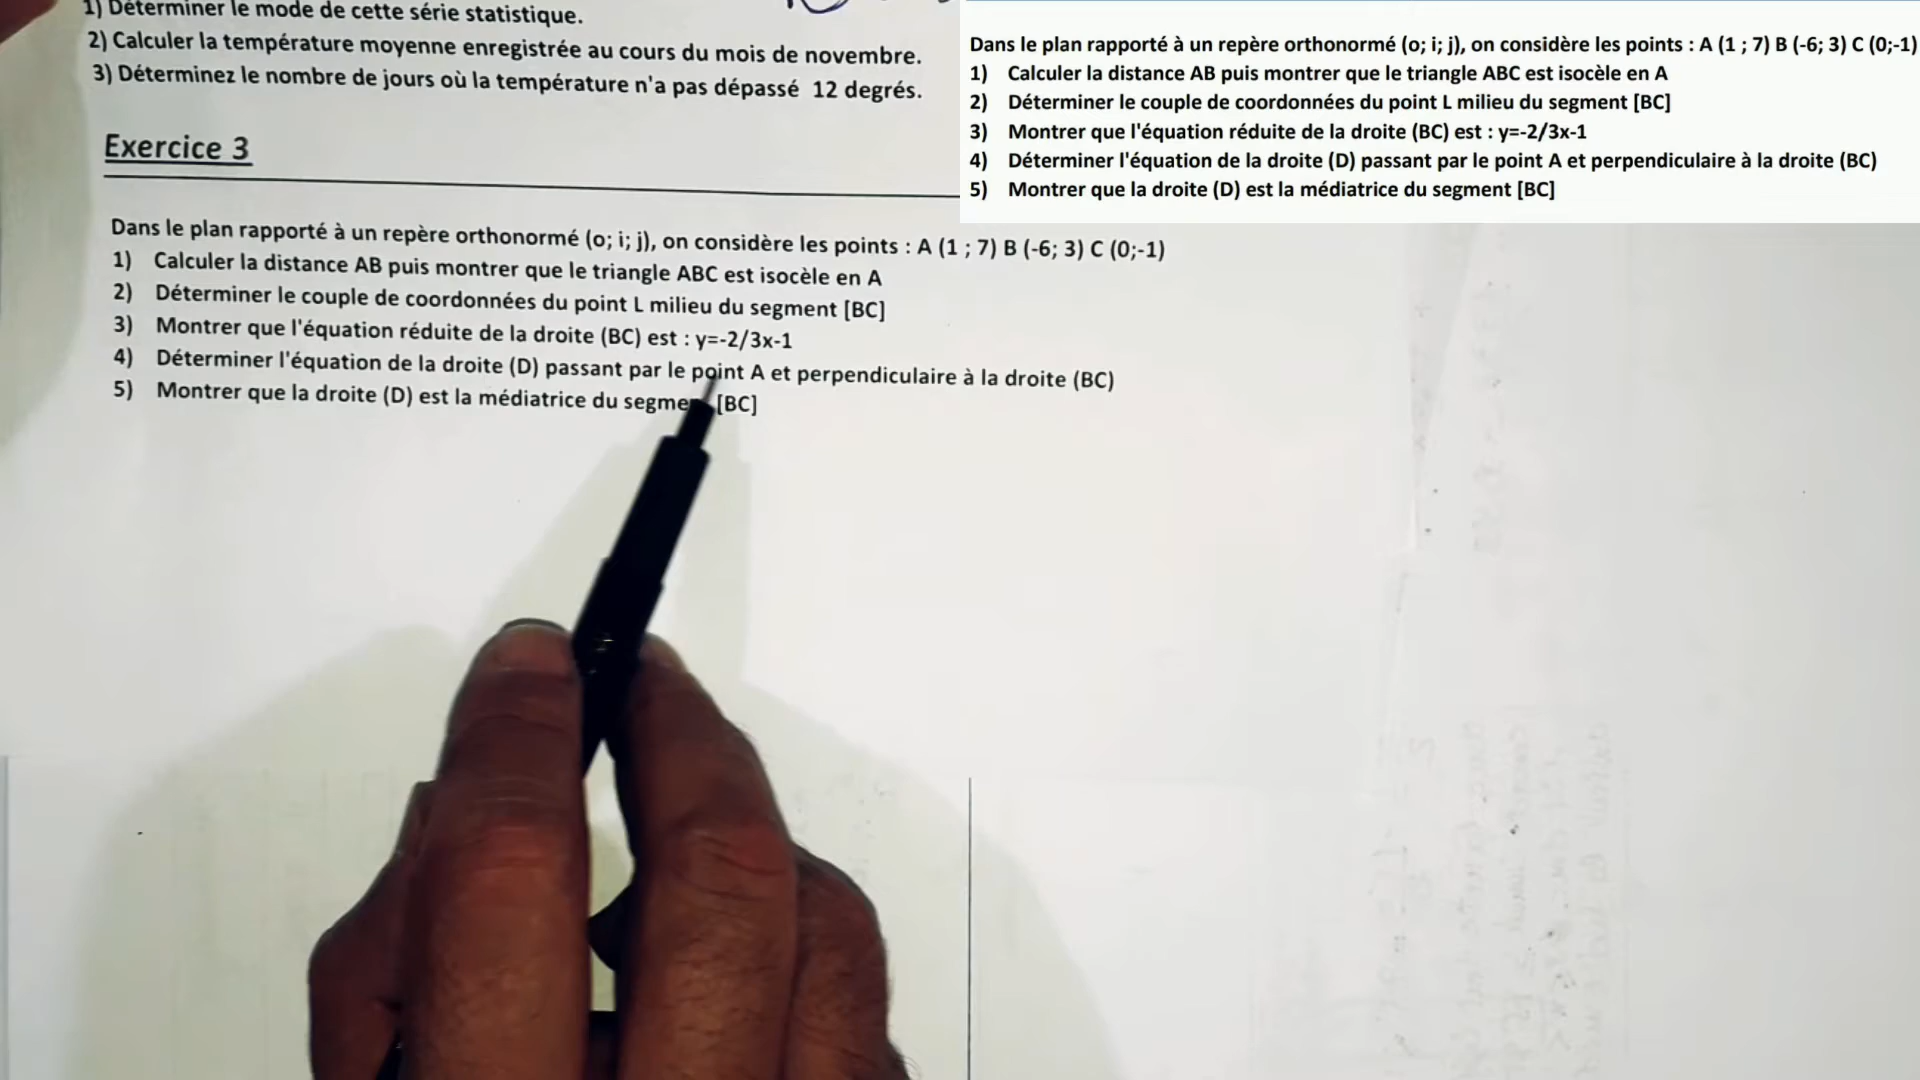 1) Déterminer le mode de cette série statistique.
2) Calculer la température moyenne enregistrée au cours du mois de novembre.
3) Déterminez le nombre de jours où la température n'a pas dépassé 12 degrés.
Exercice 3
Dans le plan rapporté à un repère orthonormé (o; i; j), on considère les points : A (1 ; 7) B (-6; 3) C (0;-1)
1) Calculer la distance AB puis montrer que le triangle ABC est isocèle en A
2) Déterminer le couple de coordonnées du point L milieu du segment [BC]
3) Montrer que l'équation réduite de la droite (BC) est : y=-2/3x-1
4) Déterminer l'équation de la droite (D) passant par le point A et perpendiculaire à la droite (BC)
5) Montrer que la droite (D) est la médiatrice du segme [BC]
Dans le plan rapporté à un repère orthonormé (o; i; j), on considère les points : A (1 ; 7) B (-6; 3) C (0;-1)
1) Calculer la distance AB puis montrer que le triangle ABC est isocèle en A
2) Déterminer le couple de coordonnées du point L milieu du segment [BC]
3) Montrer que l'équation réduite de la droite (BC) est : y=-2/3x-1
4) Déterminer l'équation de la droite (D) passant par le point A et perpendiculaire à la droite (BC)
5) Montrer que la droite (D) est la médiatrice du segment [BC]